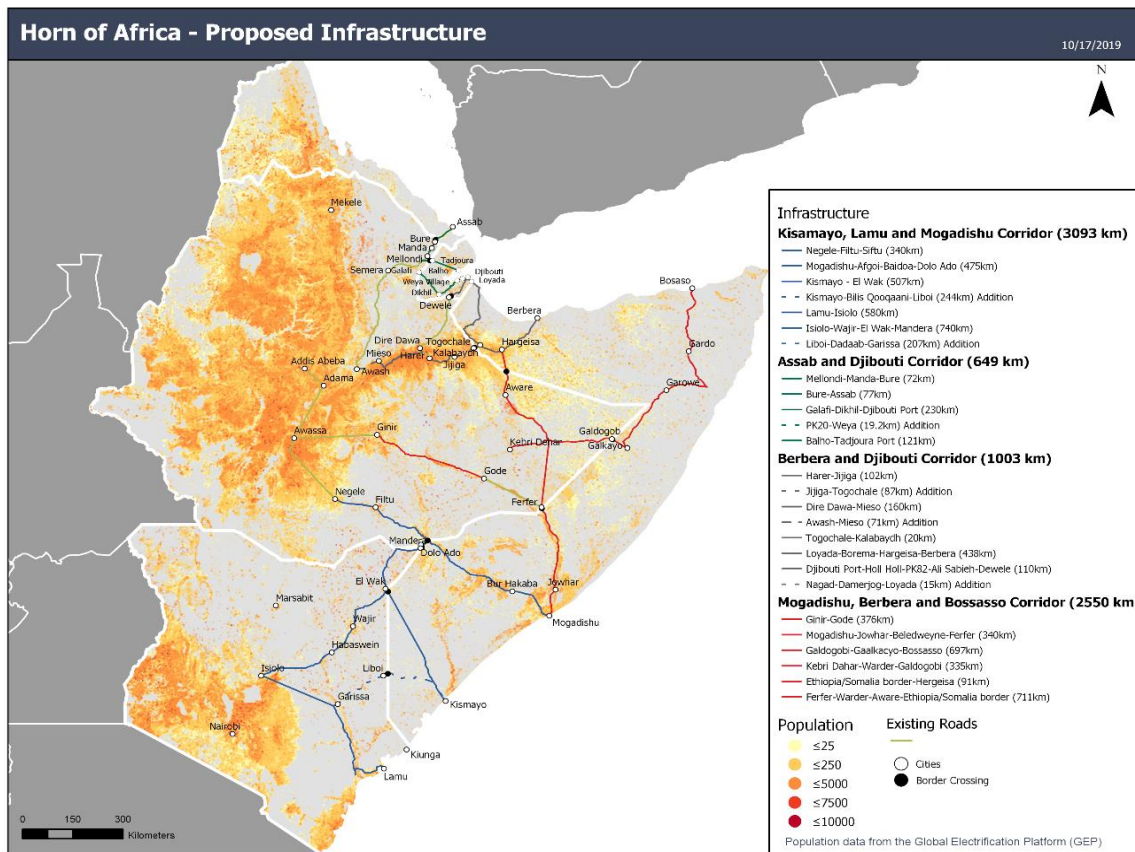 Horn of Africa - Proposed Infrastructure
10/17/2019
N
Mekele
Assab
Bure
Manda
Mellondi
Tadjoura
Semera
Galafi
Balho
Djibouti
Weya Village
Loyada
Dikhil
Dewele
Bosaso
Berbera
Dire Dawa
Togochale
Hargeisa
Gardo
Mieso
Harer
Kalabaydh
Addis Abeba
Jijiga
Awash
Adama
Aware
Garowe
Awassa
Ginir
Galdogob
Kehri Dehar
Galkayo
Gode
Negele
Filtu
Ferfer
Mandera
Dolo Ado
El Wak
Bur Hakaba
Jowhar
Marsabit
Wajir
Mogadishu
Habaswein
Isiolo
Liboi
Garissa
Kismayo
Nairobi
Kiunga
Lamu
0 150 300
Kilometers
Infrastructure
Kisamayo, Lamu and Mogadishu Corridor (3093 km)
Negele-Filtu-Siftu (340km)
Mogadishu-Afgoi-Baidoa-Dolo Ado (475km)
Kismayo - El Wak (507km)
Kismayo-Bilis Qooqaani-Liboi (244km) Addition
Lamu-Isiolo (580km)
Isiolo-Wajir-El Wak-Mandera (740km)
Liboi-Dadaab-Garissa (207km) Addition
Assab and Djibouti Corridor (649 km)
Mellondi-Manda-Bure (72km)
Bure-Assab (77km)
Galafi-Dikhil-Djibouti Port (230km)
PK20-Weya (19.2km) Addition
Balho-Tadjoura Port (121km)
Berbera and Djibouti Corridor (1003 km)
Harer-Jijiga (102km)
Jijiga-Togochale (87km) Addition
Dire Dawa-Mieso (160km)
Awash-Mieso (71km) Addition
Togochale-Kalabaydh (20km)
Loyada-Borema-Hargeisa-Berbera (438km)
Djibouti Port-Holl Holl-PK82-Ali Sabieh-Dewele (110km)
Nagad-Damerjog-Loyada (15km) Addition
Mogadishu, Berbera and Bossasso Corridor (2550 km)
Ginir-Gode (376km)
Mogadishu-Jowhar-Beledweyne-Ferfer (340km)
Galdogobi-Gaalkacyo-Bossasso (697km)
Kebri Dahar-Warder-Galdogobi (335km)
Ethiopia/Somalia border-Hergeisa (91km)
Ferfer-Warder-Aware-Ethiopia/Somalia border (711km)
Population
≤25
≤250
≤5000
≤7500
≤10000
Existing Roads
Cities
Border Crossing
Population data from the Global Electrification Platform (GEP)